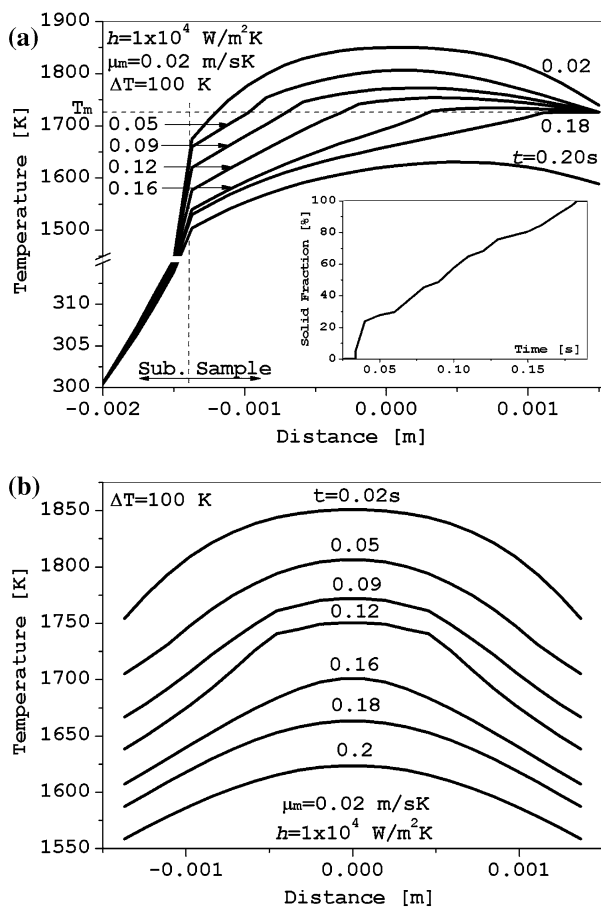 (a)
h=1x10⁴ W/m²K
μm=0.02 m/sK
ΔT=100 K
Tm
0.02
0.05
0.09
0.12
0.16
0.18
t=0.20s
Temperature [K]
1900
1800
1700
1600
1500
310
305
300
Sub. Sample
Solid Fraction [%]
100
80
60
40
20
0
0.05
0.10
0.15
Time [s]
-0.002
-0.001
0.000
0.001
Distance [m]
(b)
ΔT=100 K
t=0.02s
0.05
0.09
0.12
0.16
0.18
0.2
μm=0.02 m/sK
h=1x10⁴ W/m²K
Temperature [K]
1850
1800
1750
1700
1650
1600
1550
-0.001
0.000
0.001
Distance [m]